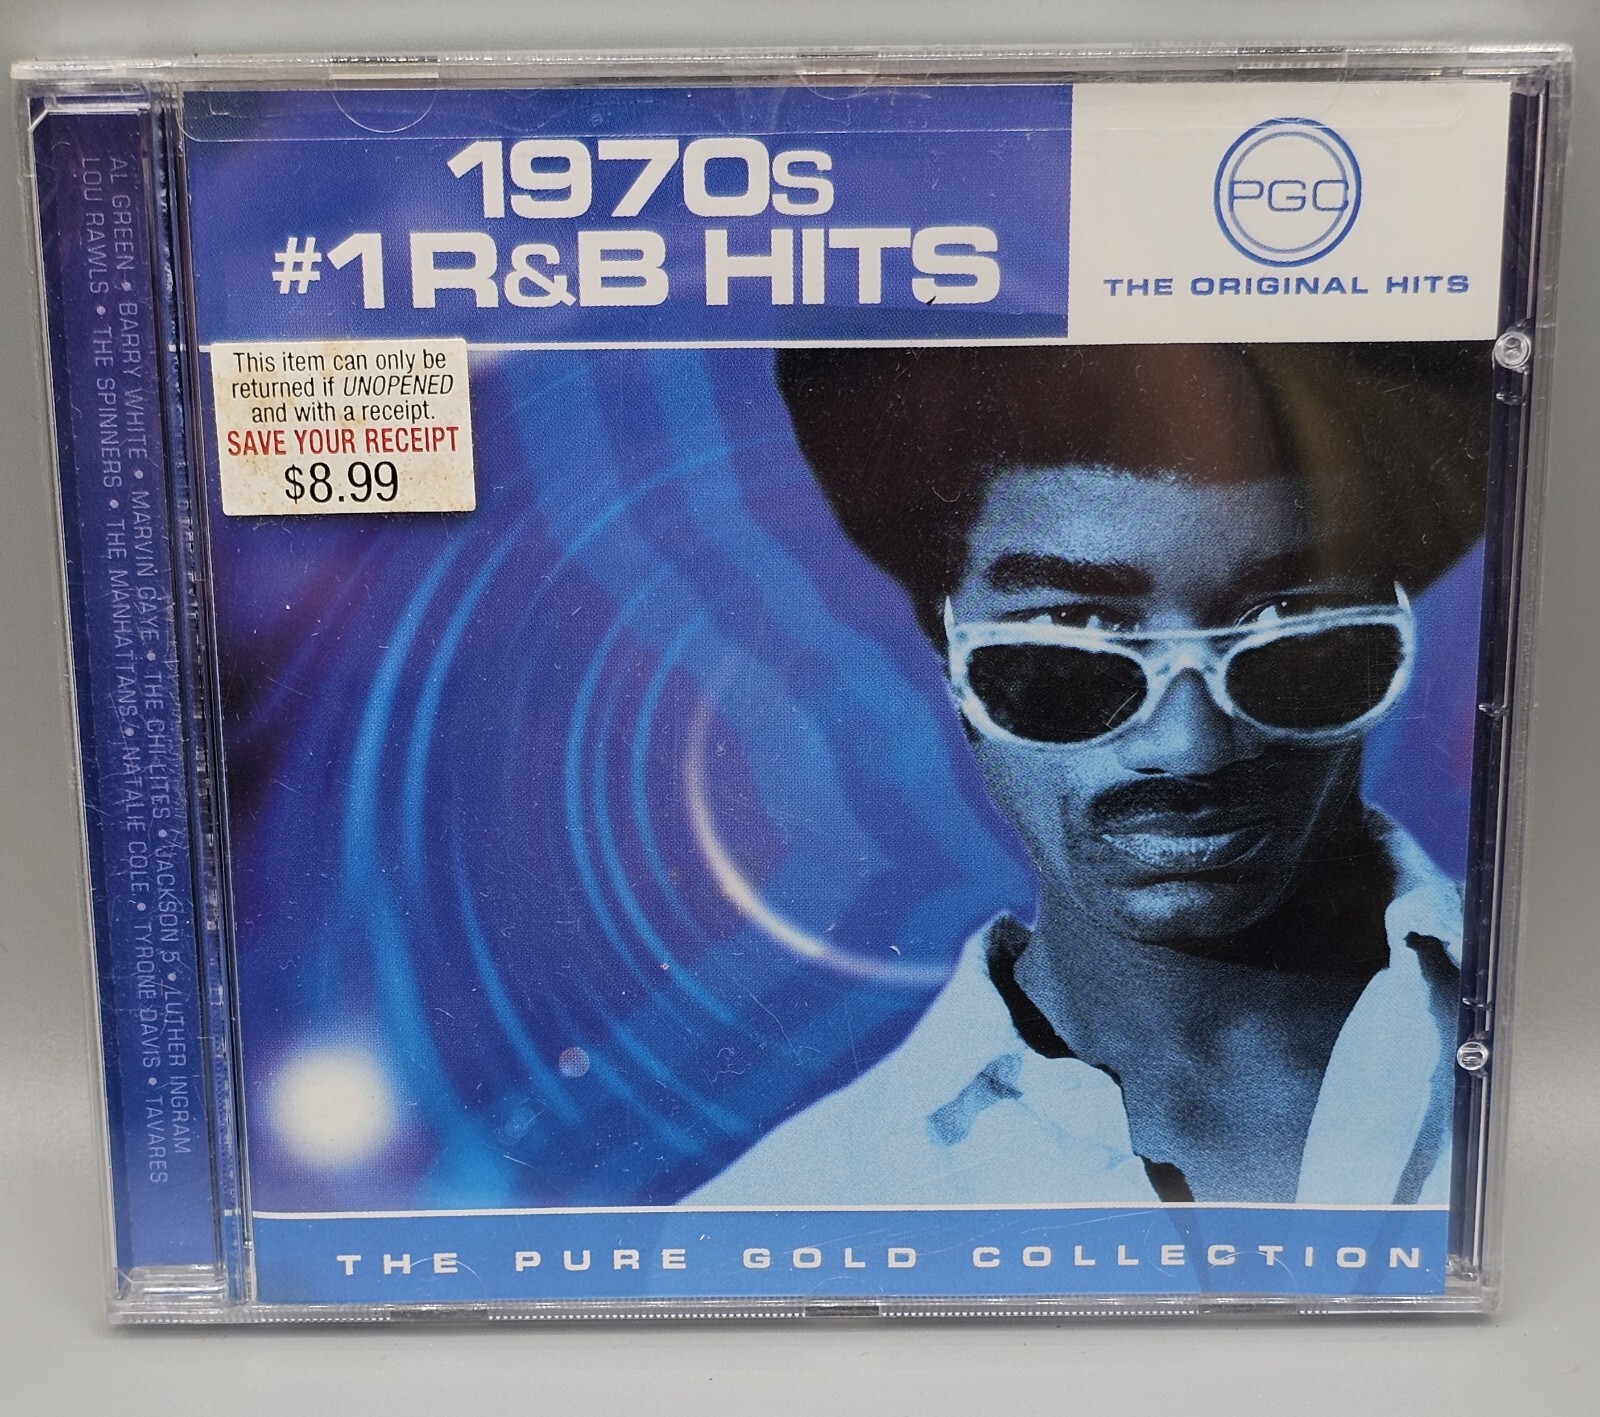 1970s
#1 R&B HITS
PGC
THE ORIGINAL HITS
This item can only be
returned if UNOPENED
and with a receipt.
SAVE YOUR RECEIPT
$8.99
AL GREEN • BARRY WHITE • MARVIN GAYE • THE CHI-LITES • JACKSON 5 • LUTHER INGRAM
LOU RAWLS • THE SPINNERS • THE MANHATTANS • NATALIE COLE • TYRONE DAVIS • TAVARES
THE PURE GOLD COLLECTION